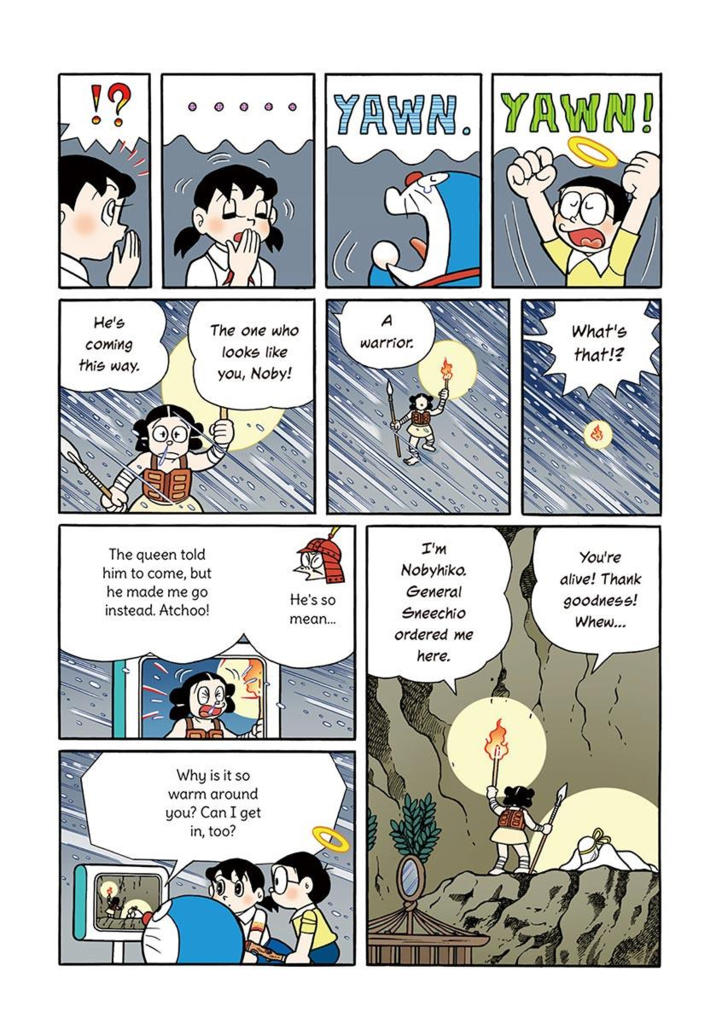 YAWN!
YAWN.
.....
!?
What's
that!?
A
warrior.
The one who
looks like
you, Noby!
He's
coming
this way.
You're
alive! Thank
goodness!
Whew...
I'm
Nobyhiko.
General
Sneechio
ordered me
here.
The queen told
him to come, but
he made me go
instead. Atchoo!
He's so
mean...
Why is it so
warm around
you? Can I get
in, too?